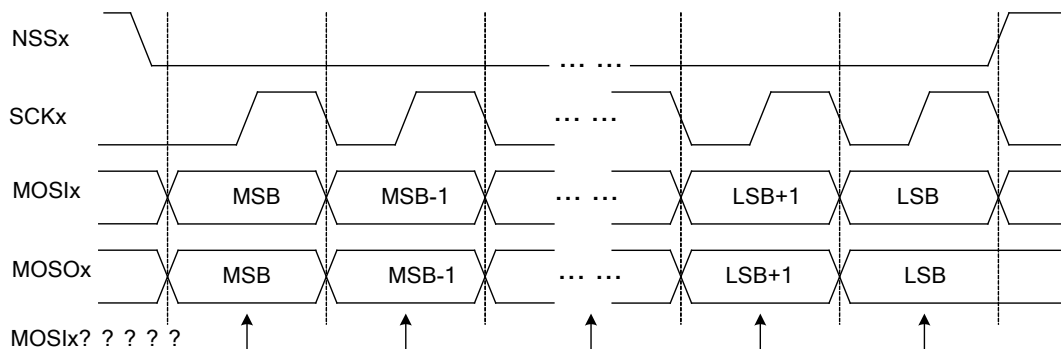 NSSx
... ...
SCKx
... ...
MOSIx
MSB
MSB-1
... ...
LSB+1
LSB
MOSOx
MSB
MSB-1
... ...
LSB+1
LSB
MOSIx? ? ? ? ?